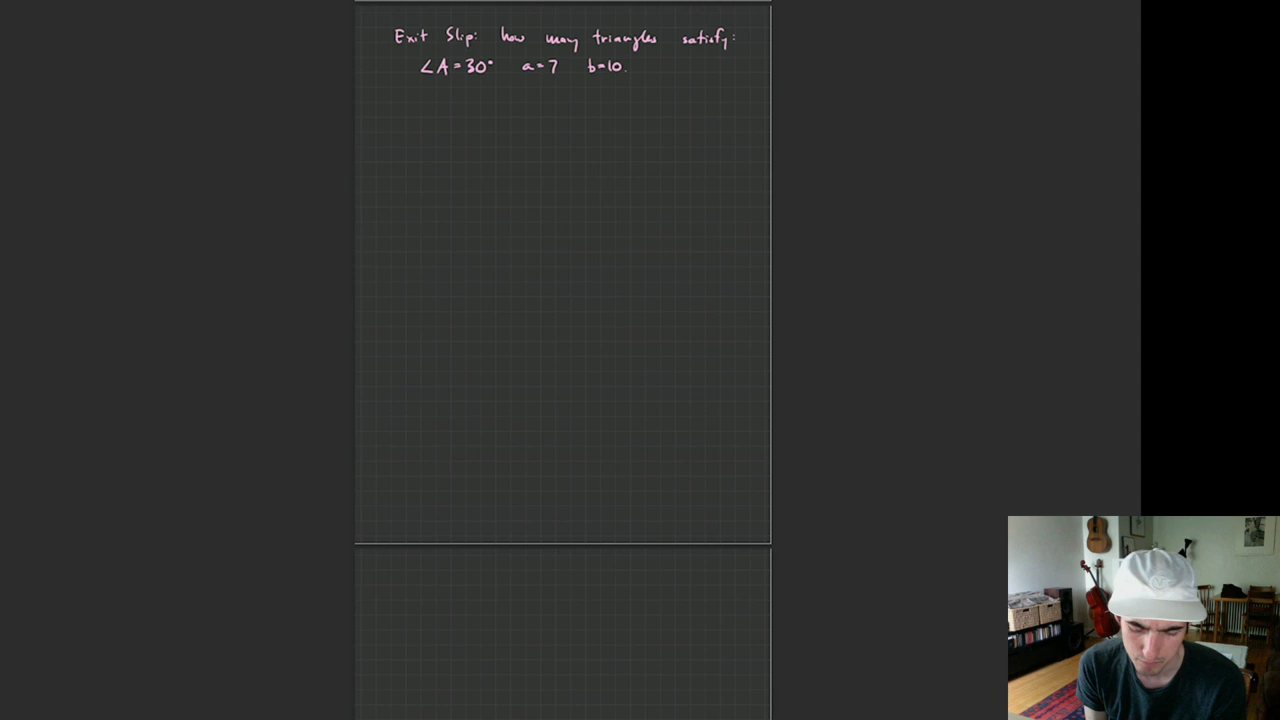 Exit Slip: how many triangles satisfy:
∠A = 30° a = 7 b = 10.